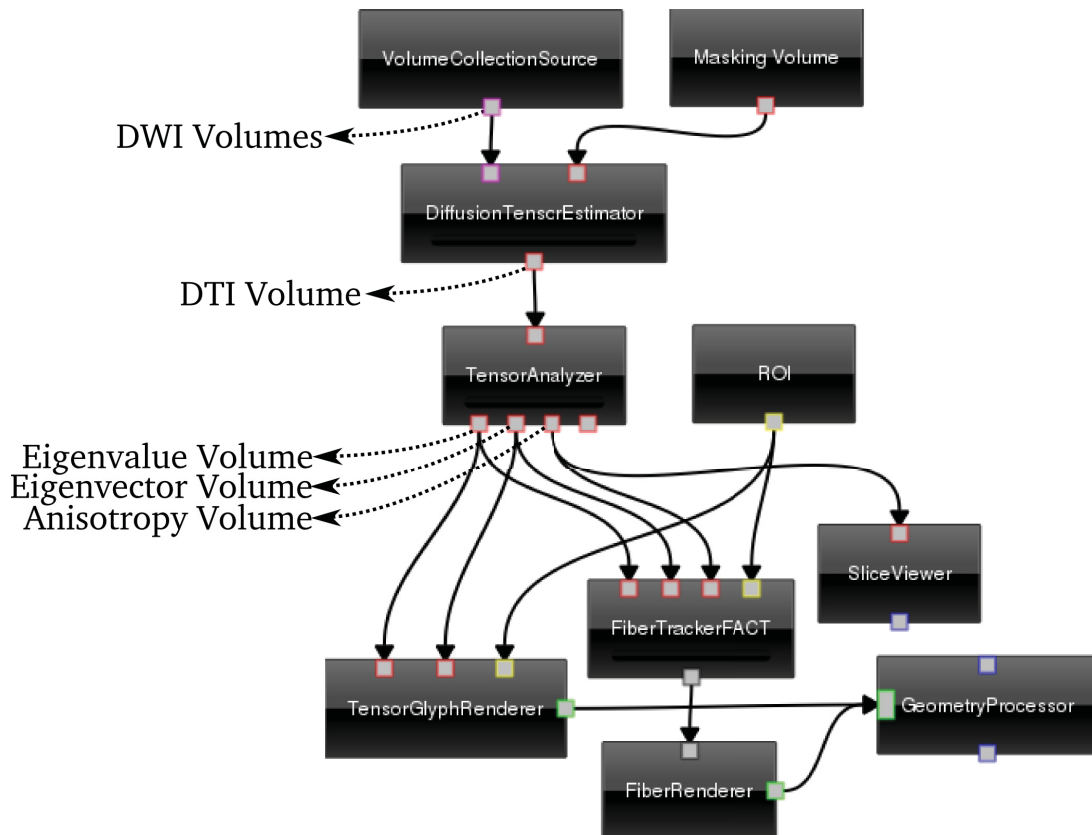 VolumeCollectionSource
Masking Volume
DWI Volumes
DiffusionTenscrEstimator
DTI Volume
TensorAnalyzer
ROI
Eigenvalue Volume
Eigenvector Volume
Anisotropy Volume
SliceViewer
FiberTrackerFACT
TensorGlyphRenderer
GeometryProcessor
FiberRenderer